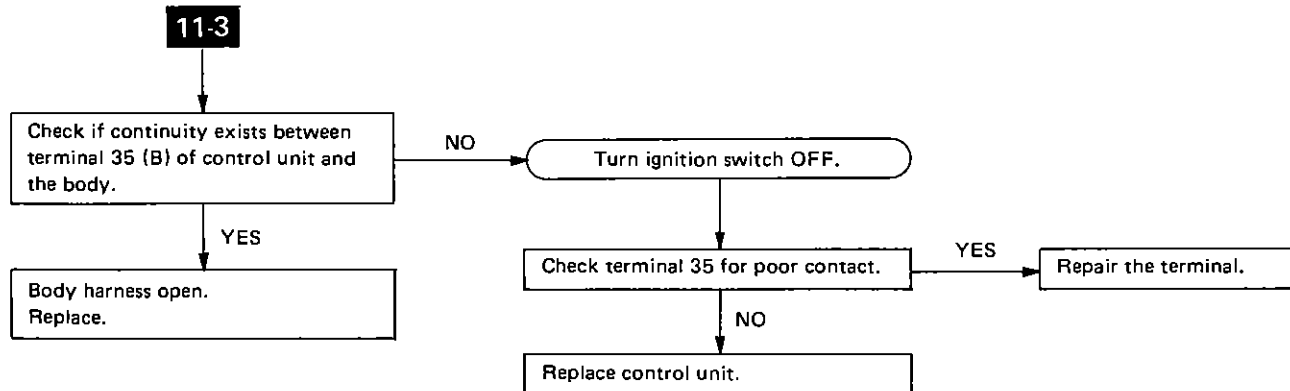 11-3
Check if continuity exists between
terminal 35 (B) of control unit and
the body.
NO
Turn ignition switch OFF.
YES
Body harness open.
Replace.
Check terminal 35 for poor contact.
YES
Repair the terminal.
NO
Replace control unit.